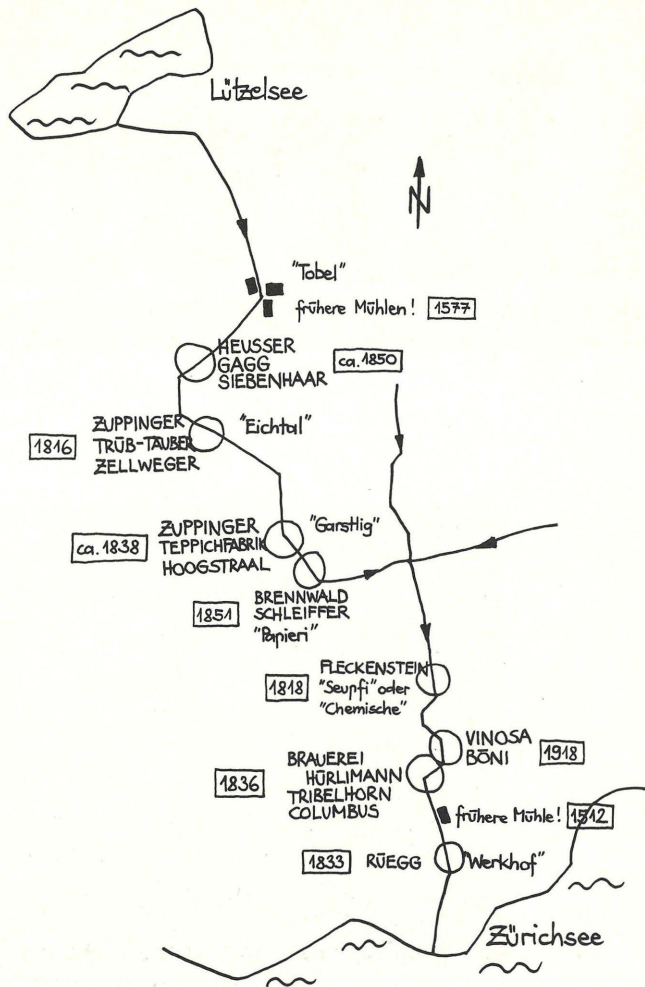 Lützelsee
N
"Tobel"
frühere Mühlen! 1577
HEUSSER
GAGG
SIEBENHAAR
ca. 1850
"Eichtal"
1816
ZUPPINGER
TRÜB-TÄUBER
ZELLWEGER
"Garstlig"
ca. 1838
ZUPPINGER
TEPPICHFABRIK
HOOGSTRAAL
1851
BRENNWALD
SCHLEIFFER
"Papieri"
1818
FLECKENSTEIN
"Seupfi" oder
"Chemische"
VINOSA
BÖNI
1918
1836
BRAUEREI
HÜRLIMANN
TRIBELHORN
COLUMBUS
frühere Mühle! 1512
1833 RÜEGG "Werkhof"
Zürichsee